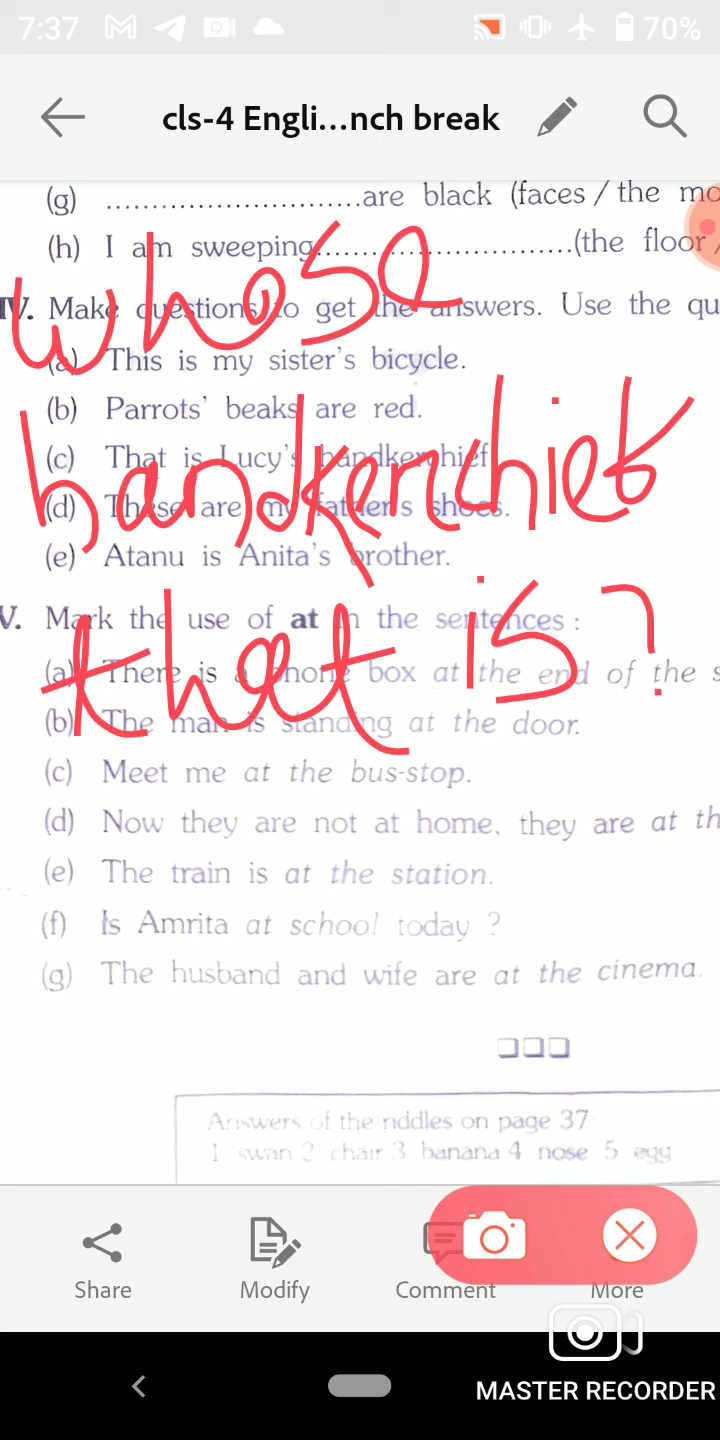 7:37 70%
cls-4 Engli...nch break
(g) ..............................are black (faces / the mo
(h) I am sweeping..............................(the floor /
whose
IV. Make questions to get the answers. Use the qu
(a) This is my sister's bicycle.
(b) Parrots' beaks are red.
handkerchief
(c) That is Lucy's handkerchief
(d) These are my father's shoes.
(e) Atanu is Anita's brother.
that is?
V. Mark the use of at in the sentences :
(a) There is a phone box at the end of the s
(b) The man is standing at the door.
(c) Meet me at the bus-stop.
(d) Now they are not at home, they are at th
(e) The train is at the station.
(f) Is Amrita at school today ?
(g) The husband and wife are at the cinema.
Answers of the riddles on page 37
1 swan 2 chair 3 banana 4 nose 5 egg
Share Modify Comment More
MASTER RECORDER